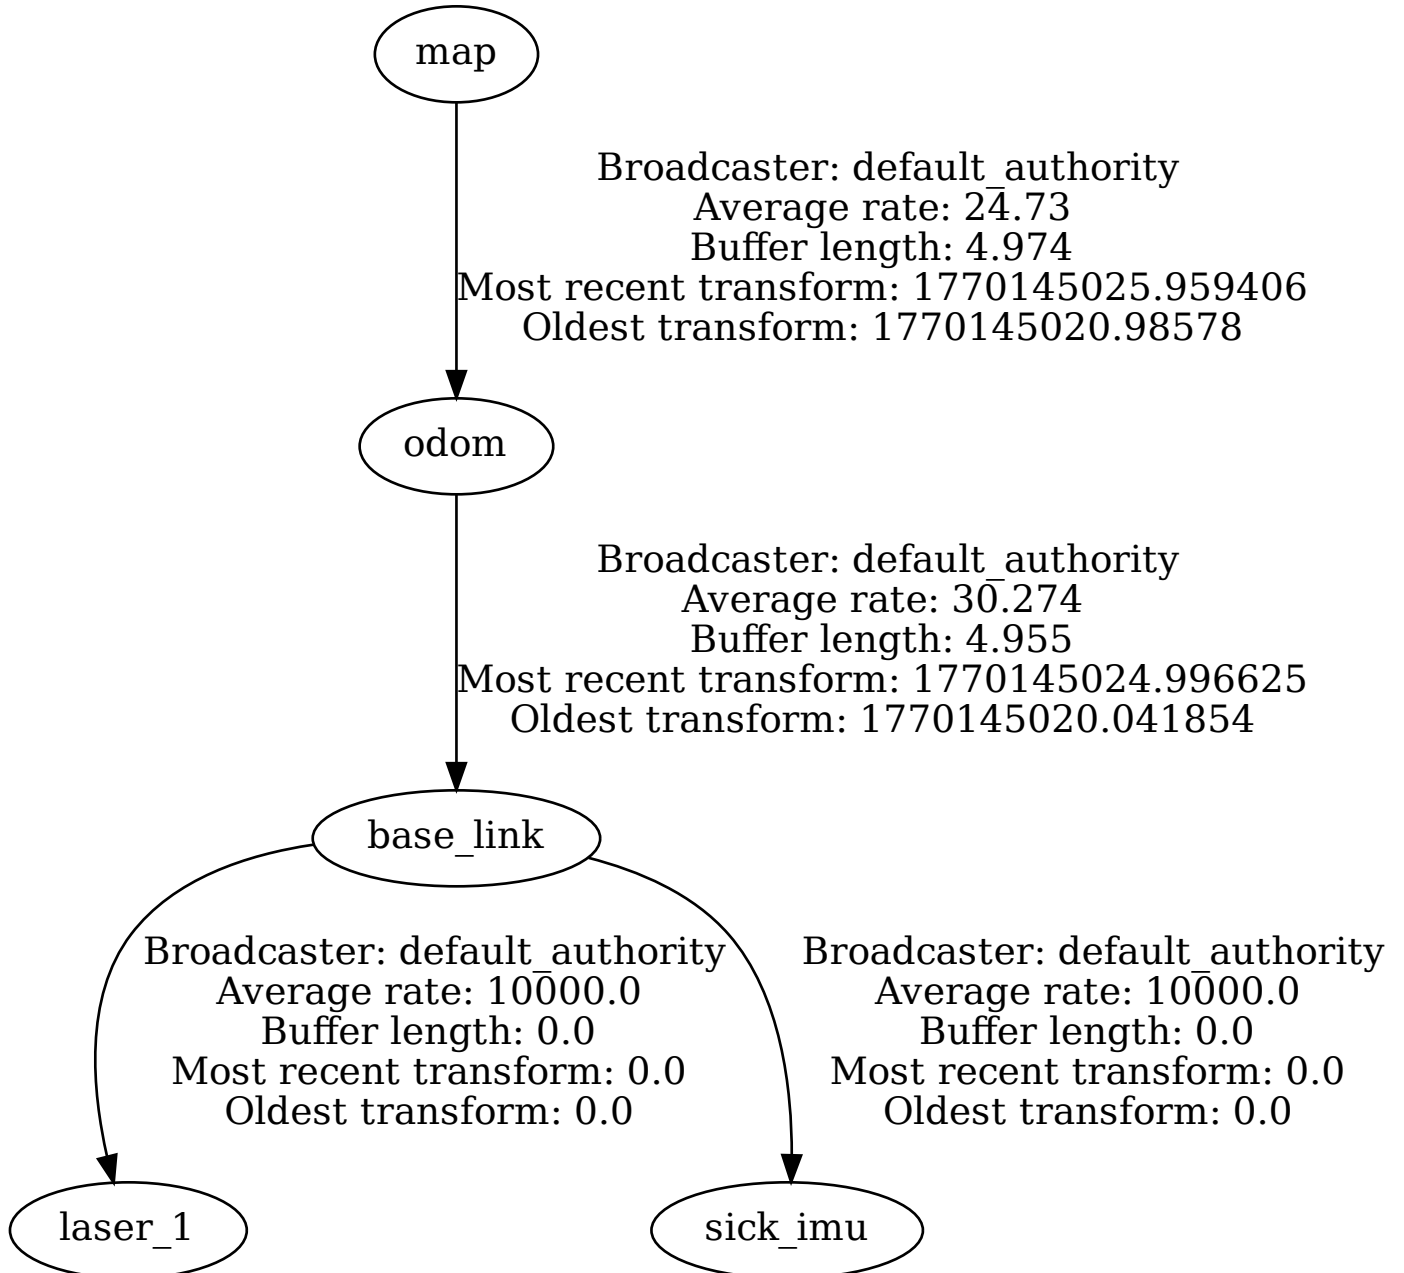 map
Broadcaster: default_authority
Average rate: 24.73
Buffer length: 4.974
Most recent transform: 1770145025.959406
Oldest transform: 1770145020.98578
odom
Broadcaster: default_authority
Average rate: 30.274
Buffer length: 4.955
Most recent transform: 1770145024.996625
Oldest transform: 1770145020.041854
base_link
Broadcaster: default_authority
Average rate: 10000.0
Buffer length: 0.0
Most recent transform: 0.0
Oldest transform: 0.0
Broadcaster: default_authority
Average rate: 10000.0
Buffer length: 0.0
Most recent transform: 0.0
Oldest transform: 0.0
laser_1
sick_imu